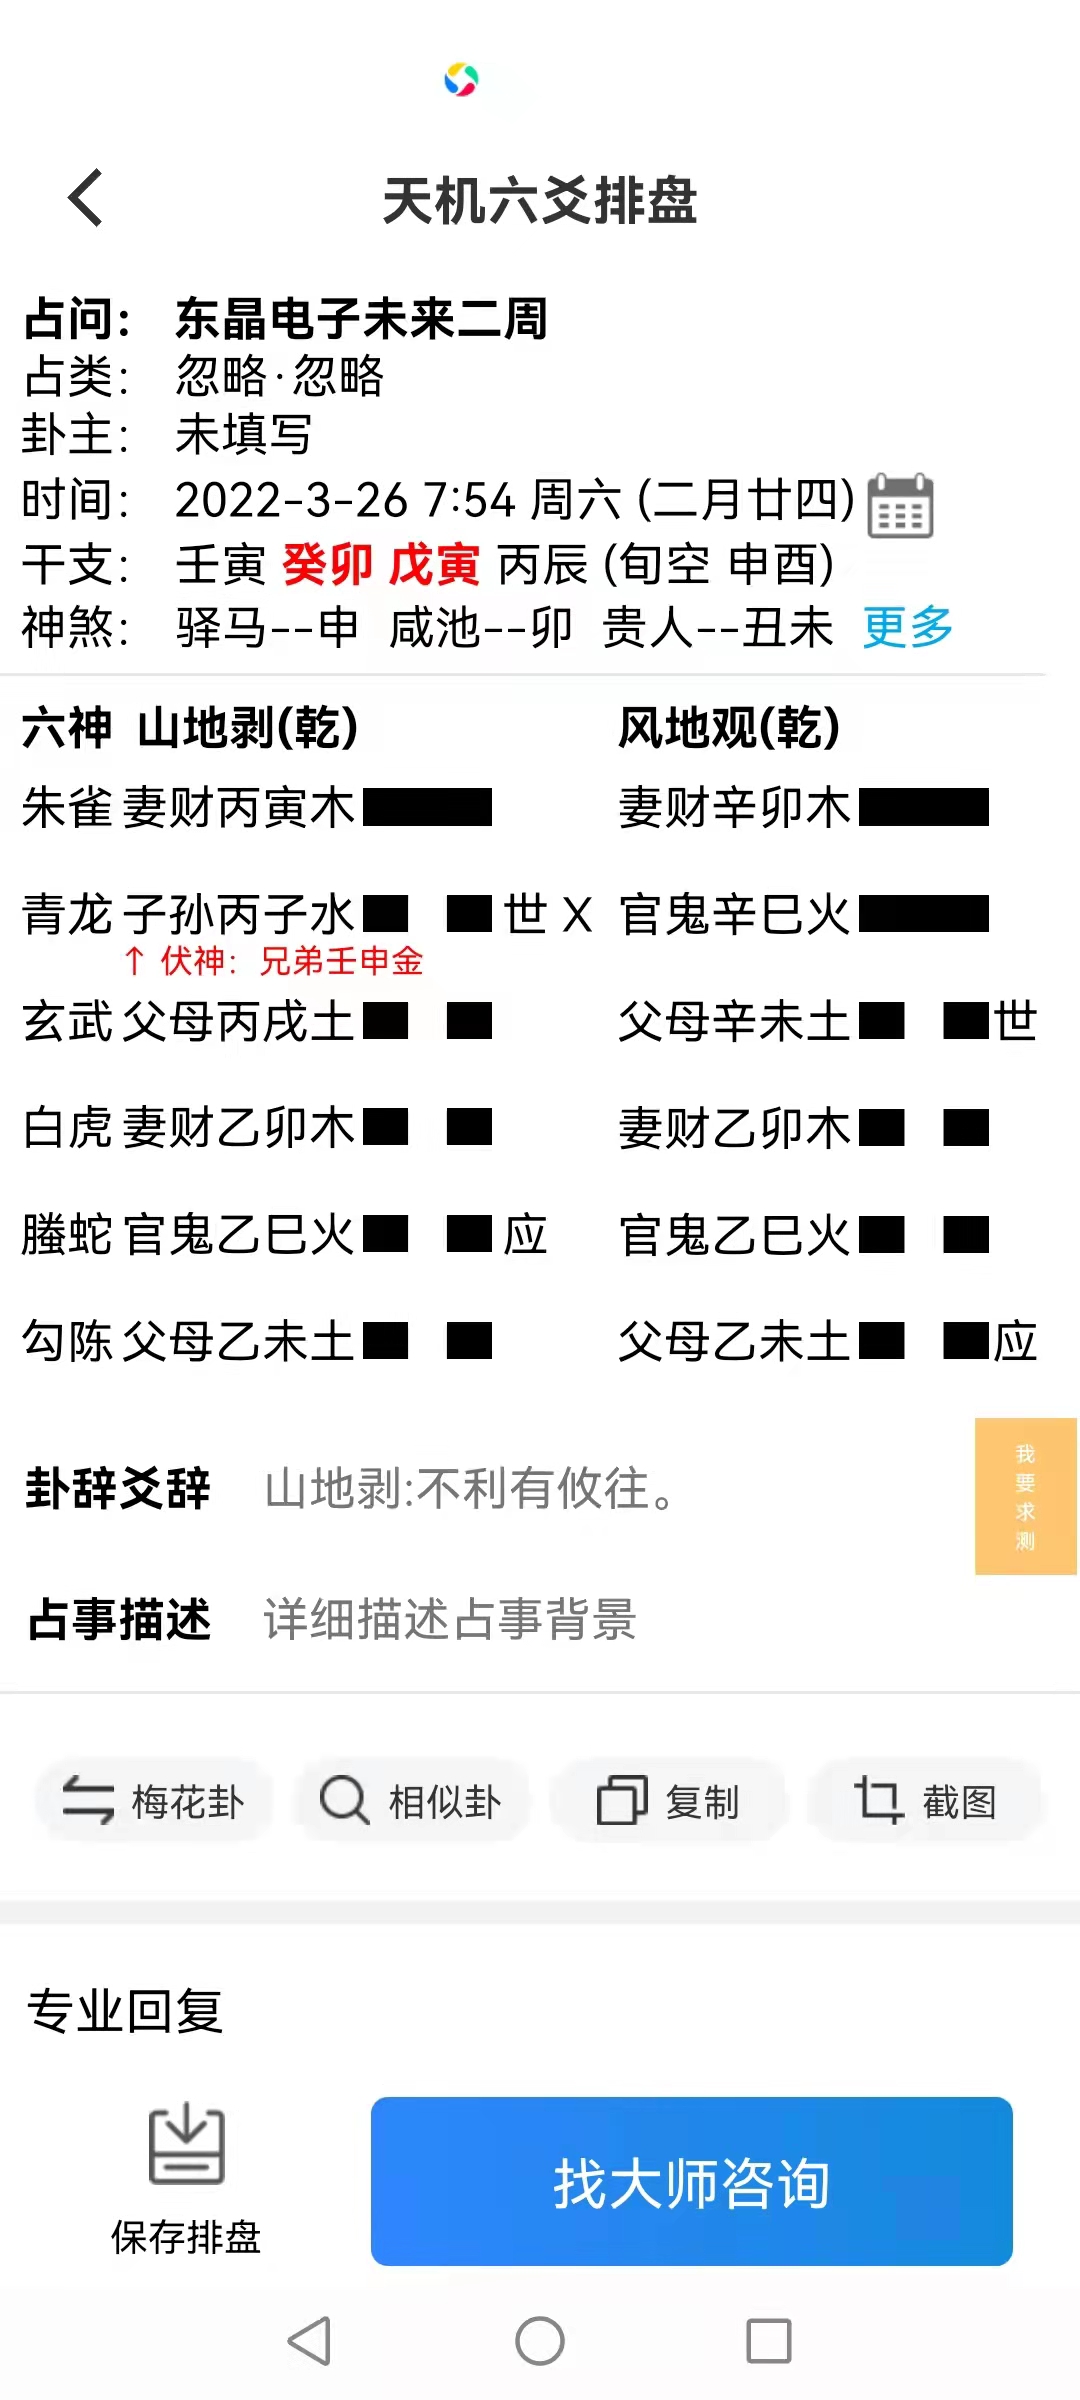 天机六爻排盘
占问： 东晶电子未来二周
占类： 忽略·忽略
卦主： 未填写
时间： 2022-3-26 7:54 周六 (二月廿四)
干支： 壬寅 癸卯 戊寅 丙辰 (旬空 申酉)
神煞： 驿马--申 咸池--卯 贵人--丑未 更多
六神 山地剥(乾) 风地观(乾)
朱雀 妻财丙寅木 妻财辛卯木
青龙 子孙丙子水 世 X 官鬼辛巳火
↑ 伏神：兄弟壬申金
玄武 父母丙戌土 父母辛未土 世
白虎 妻财乙卯木 妻财乙卯木
螣蛇 官鬼乙巳火 应 官鬼乙巳火
勾陈 父母乙未土 父母乙未土 应
卦辞爻辞 山地剥:不利有攸往。
我要求测
占事描述 详细描述占事背景
梅花卦 相似卦 复制 截图
专业回复
找大师咨询
保存排盘